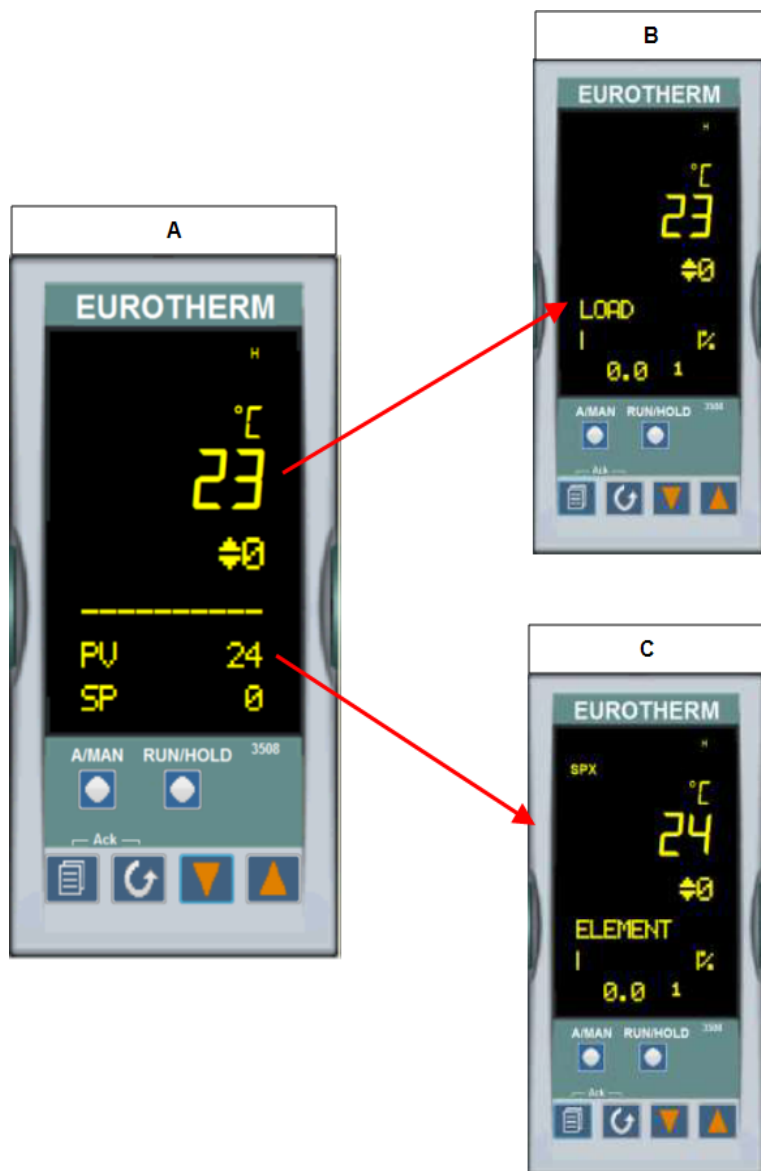 A
EUROTHERM
H
°C
23
0
----------
PV 24
SP 0
A/MAN RUN/HOLD 3508
Ack
B
EUROTHERM
H
°C
23
0
LOAD
%
0.0 1
A/MAN RUN/HOLD 3508
Ack
C
EUROTHERM
H
SPX
°C
24
0
ELEMENT
%
0.0 1
A/MAN RUN/HOLD 3508
Ack